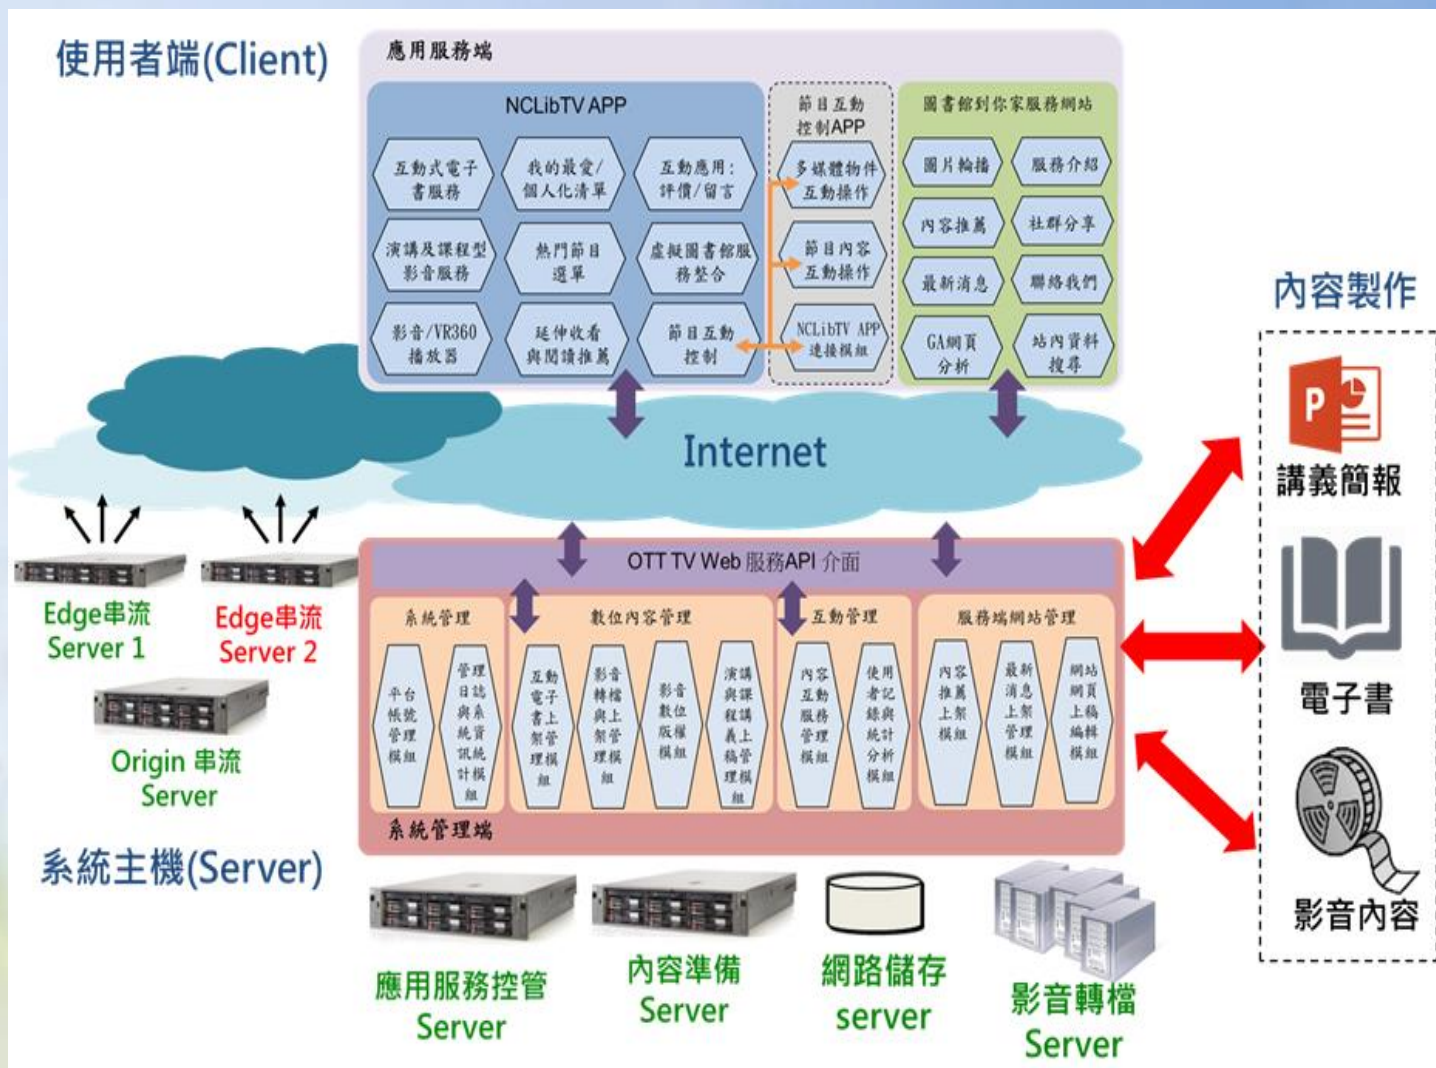 使用者端(Client)
應用服務端
NCLibTV APP
互動式電子
書服務
我的最愛/
個人化清單
互動應用:
評價/留言
演講及課程型
影音服務
熱門節目
選單
虛擬圖書館服
務整合
影音/VR360
播放器
延伸收看
與閱讀推薦
節目互動
控制
節目互動
控制APP
多媒體物件
互動操作
節目內容
互動操作
NCLibTV APP
連接模組
圖書館到你家服務網站
圖片輪播
服務介紹
內容推薦
社群分享
最新消息
聯絡我們
GA網頁
分析
站內資料
搜尋
Internet
內容製作
P
講義簡報
電子書
影音內容
Edge串流
Server 1
Edge串流
Server 2
Origin 串流
Server
系統主機(Server)
OTT TV Web 服務API 介面
系統管理
平台
帳號
管理
模組
管理
日誌
與系
資統
訊計
模
組
數位內容管理
互動
電子
書上
架管
理模
組
影音
轉檔
與上
架管
理模
組
影音
數位
版權
模組
演講
與課
程講
義上
稿管
理模
組
互動管理
內容
互動
服務
管理
模組
使用
者記
錄與
統計
分析
模組
服務端網站管理
內容
推薦
上架
模組
最新
消息
上架
管理
模組
網站
網頁
上稿
編輯
模組
系統管理端
應用服務控管
Server
內容準備
Server
網路儲存
server
影音轉檔
Server